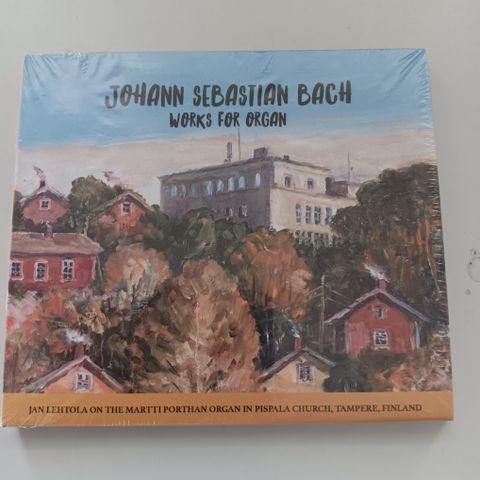 JOHANN SEBASTIAN BACH
WORKS FOR ORGAN
JAN LEHTOLA ON THE MARTTI PORTHAN ORGAN IN PISPALA CHURCH, TAMPERE, FINLAND